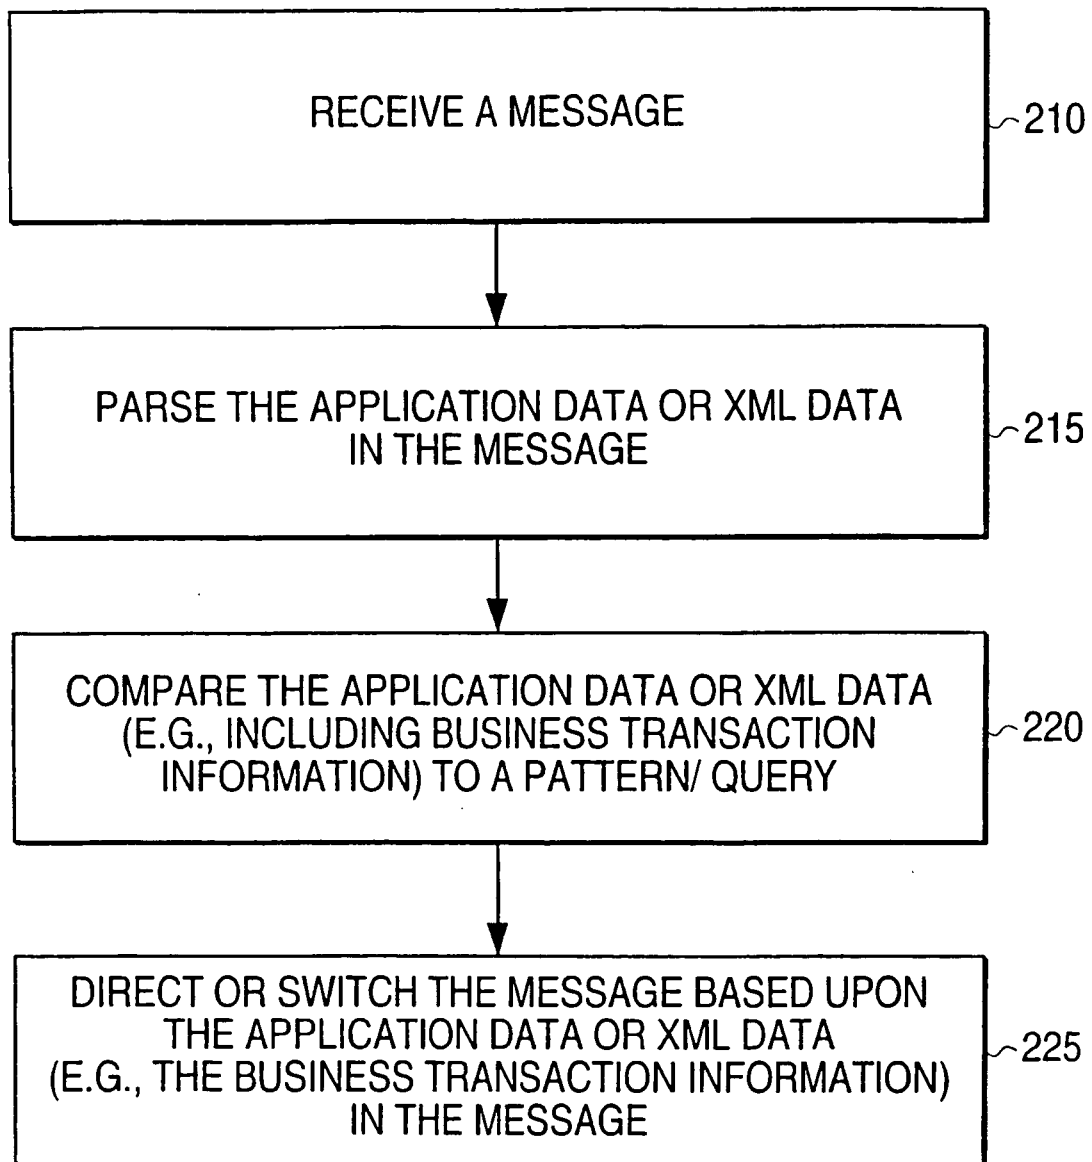 RECEIVE A MESSAGE
210
PARSE THE APPLICATION DATA OR XML DATA
IN THE MESSAGE
215
COMPARE THE APPLICATION DATA OR XML DATA
(E.G., INCLUDING BUSINESS TRANSACTION
INFORMATION) TO A PATTERN/ QUERY
220
DIRECT OR SWITCH THE MESSAGE BASED UPON
THE APPLICATION DATA OR XML DATA
(E.G., THE BUSINESS TRANSACTION INFORMATION)
IN THE MESSAGE
225